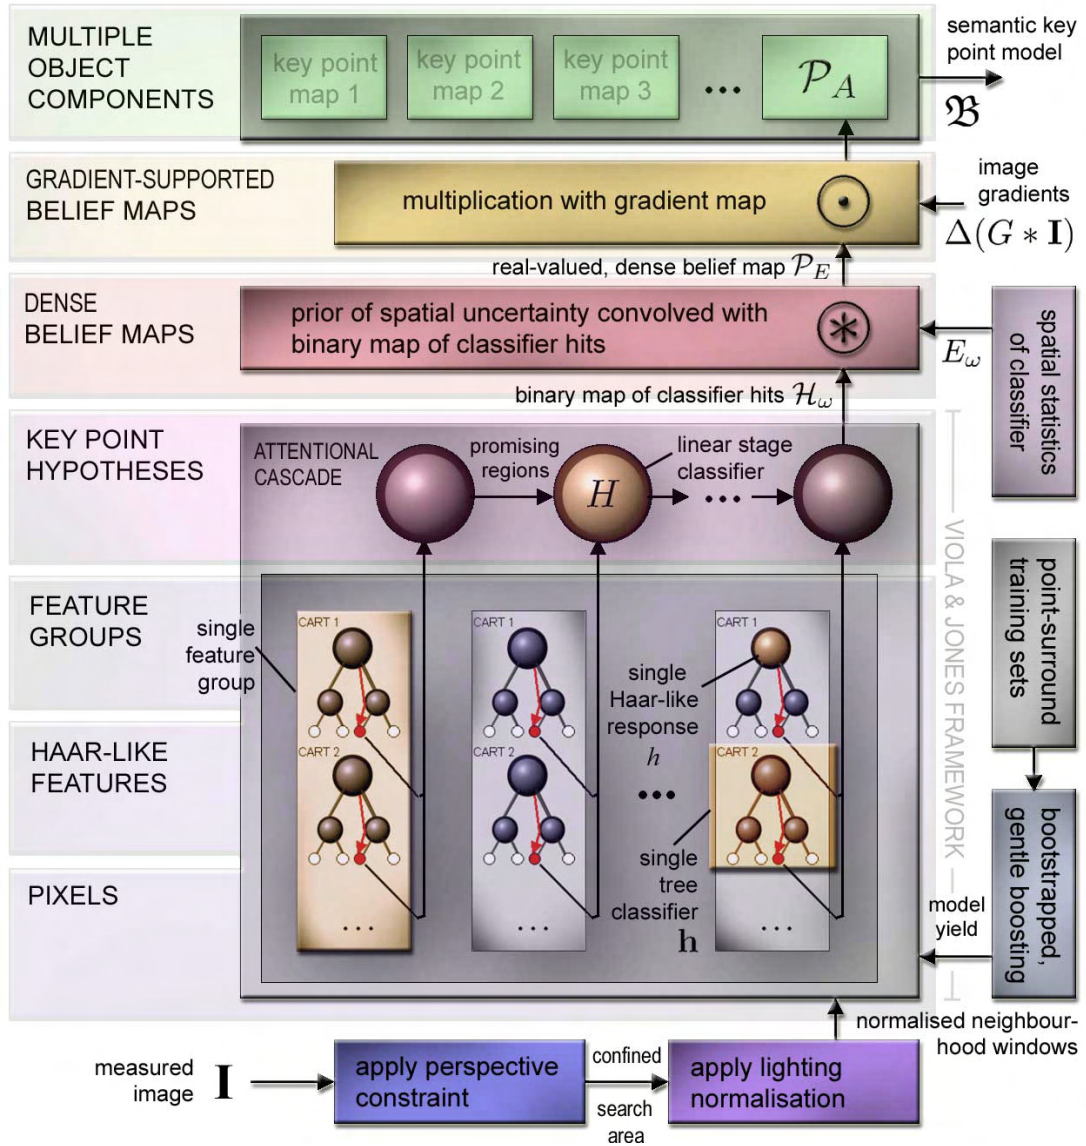 MULTIPLE
OBJECT
COMPONENTS
key point
map 1
key point
map 2
key point
map 3
...
𝒫_A
semantic key
point model
𝔅
GRADIENT-SUPPORTED
BELIEF MAPS
multiplication with gradient map
image
gradients
Δ(G * I)
real-valued, dense belief map 𝒫_E
DENSE
BELIEF MAPS
prior of spatial uncertainty convolved with
binary map of classifier hits
*
E_ω
spatial statistics
of classifier
binary map of classifier hits ℋ_ω
KEY POINT
HYPOTHESES
ATTENTIONAL
CASCADE
promising
regions
H
linear stage
classifier
...
VIOLA & JONES FRAMEWORK
point-surround
training sets
FEATURE
GROUPS
single
feature
group
CART 1
CART 1
CART 1
single
Haar-like
response
h
HAAR-LIKE
FEATURES
CART 2
CART 2
CART 2
...
single
tree
classifier
h
bootstrapped,
gentle boosting
PIXELS
model
yield
...
...
...
normalised neighbour-
hood windows
measured
image
I
apply perspective
constraint
confined
search
area
apply lighting
normalisation